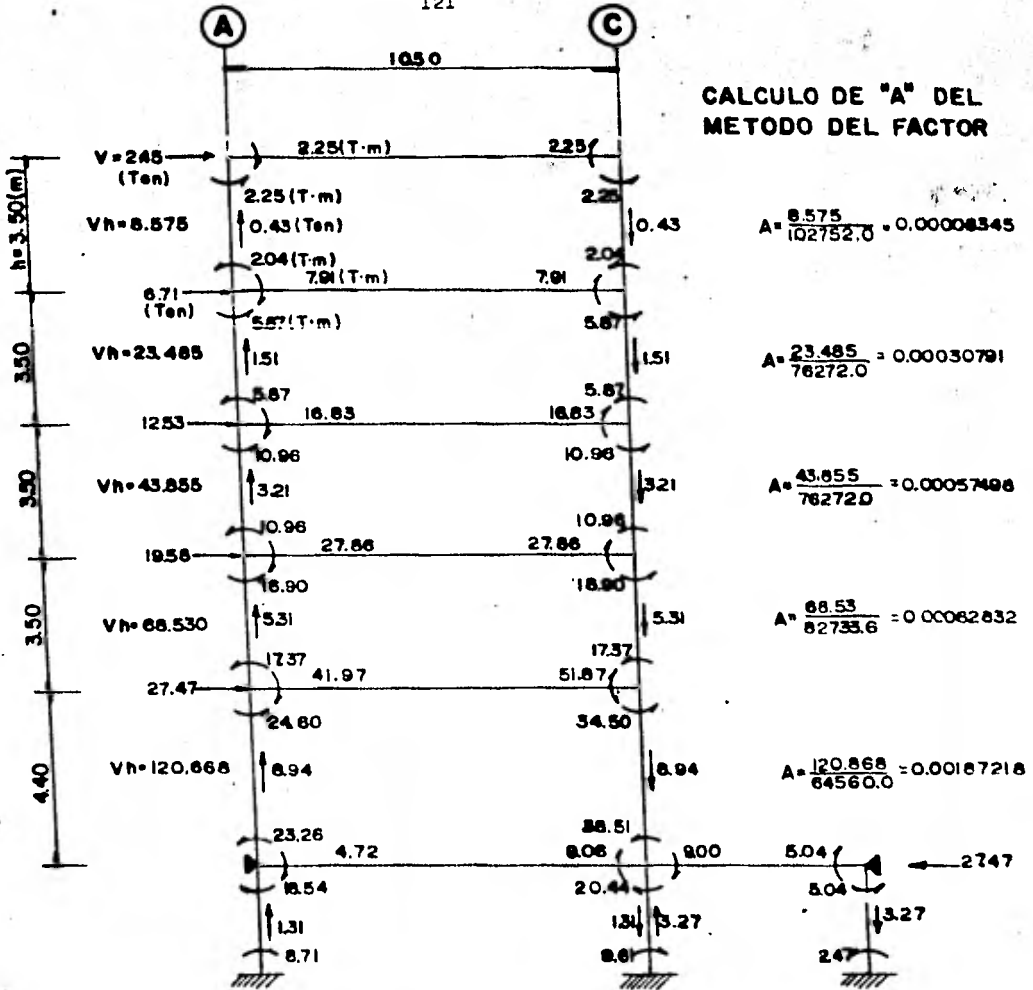 121
A C
10.50
CALCULO DE "A" DEL
METODO DEL FACTOR
V=2.45 2.25(T·m) 2.25
(Ton)
2.25(T·m) 2.25
h=3.50(m)
Vh=8.575 0.43(Ton) 0.43 A= 8.575 / 102752.0 = 0.00008345
2.04(T·m) 2.04
7.91(T·m) 7.91
6.71
(Ton)
5.87(T·m) 5.87
3.50
Vh=23.485 1.51 1.51 A= 23.485 / 76272.0 = 0.00030791
5.87 5.87
12.53 16.83 16.83
10.96 10.96
3.50
Vh=43.855 3.21 3.21 A= 43.855 / 76272.0 = 0.00057498
10.96 10.96
19.58 27.86 27.86
16.90 16.90
3.50
Vh=68.530 5.31 5.31 A= 68.53 / 82733.6 = 0.00082832
17.37 17.37
27.47 41.97 51.87
24.60 34.50
4.40
Vh=120.868 8.94 8.94 A= 120.868 / 64560.0 = 0.00187218
23.26 38.51
4.72 9.06 9.00 5.04 27.47
18.54 20.44 5.04
1.31 1.31 3.27 3.27
8.71 9.61 2.47